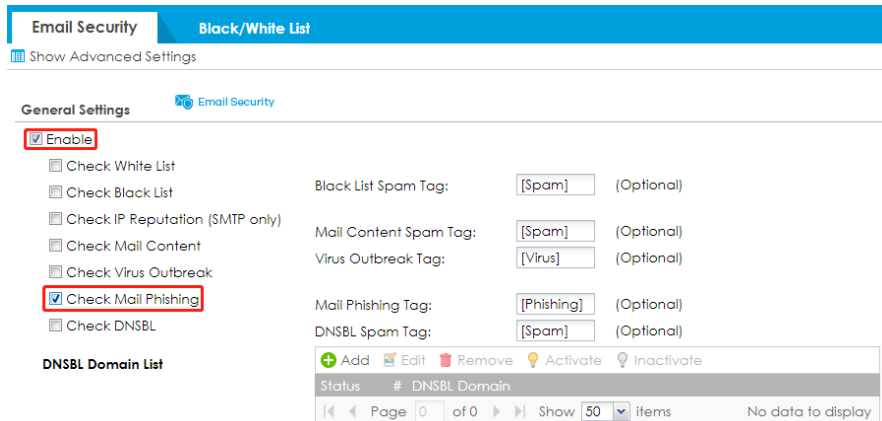 Email Security Black/White List
Show Advanced Settings
General Settings Email Security
Enable
Check White List
Check Black List Black List Spam Tag: [Spam] (Optional)
Check IP Reputation (SMTP only)
Check Mail Content Mail Content Spam Tag: [Spam] (Optional)
Check Virus Outbreak Virus Outbreak Tag: [Virus] (Optional)
Check Mail Phishing Mail Phishing Tag: [Phishing] (Optional)
Check DNSBL DNSBL Spam Tag: [Spam] (Optional)
DNSBL Domain List Add Edit Remove Activate Inactivate
Status # DNSBL Domain
Page 0 of 0 Show 50 items No data to display